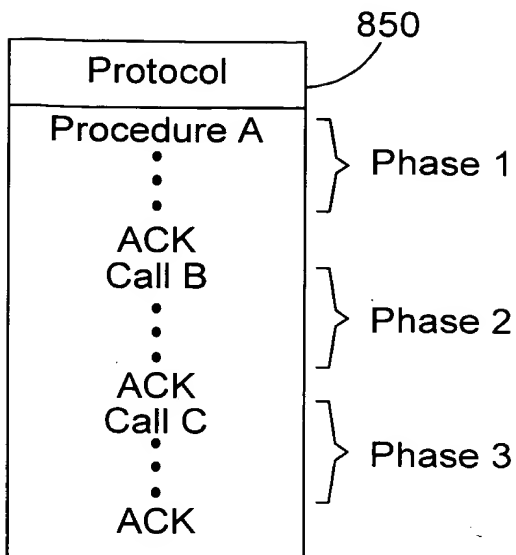 850
Protocol
Procedure A
Phase 1
ACK
Call B
Phase 2
ACK
Call C
Phase 3
ACK